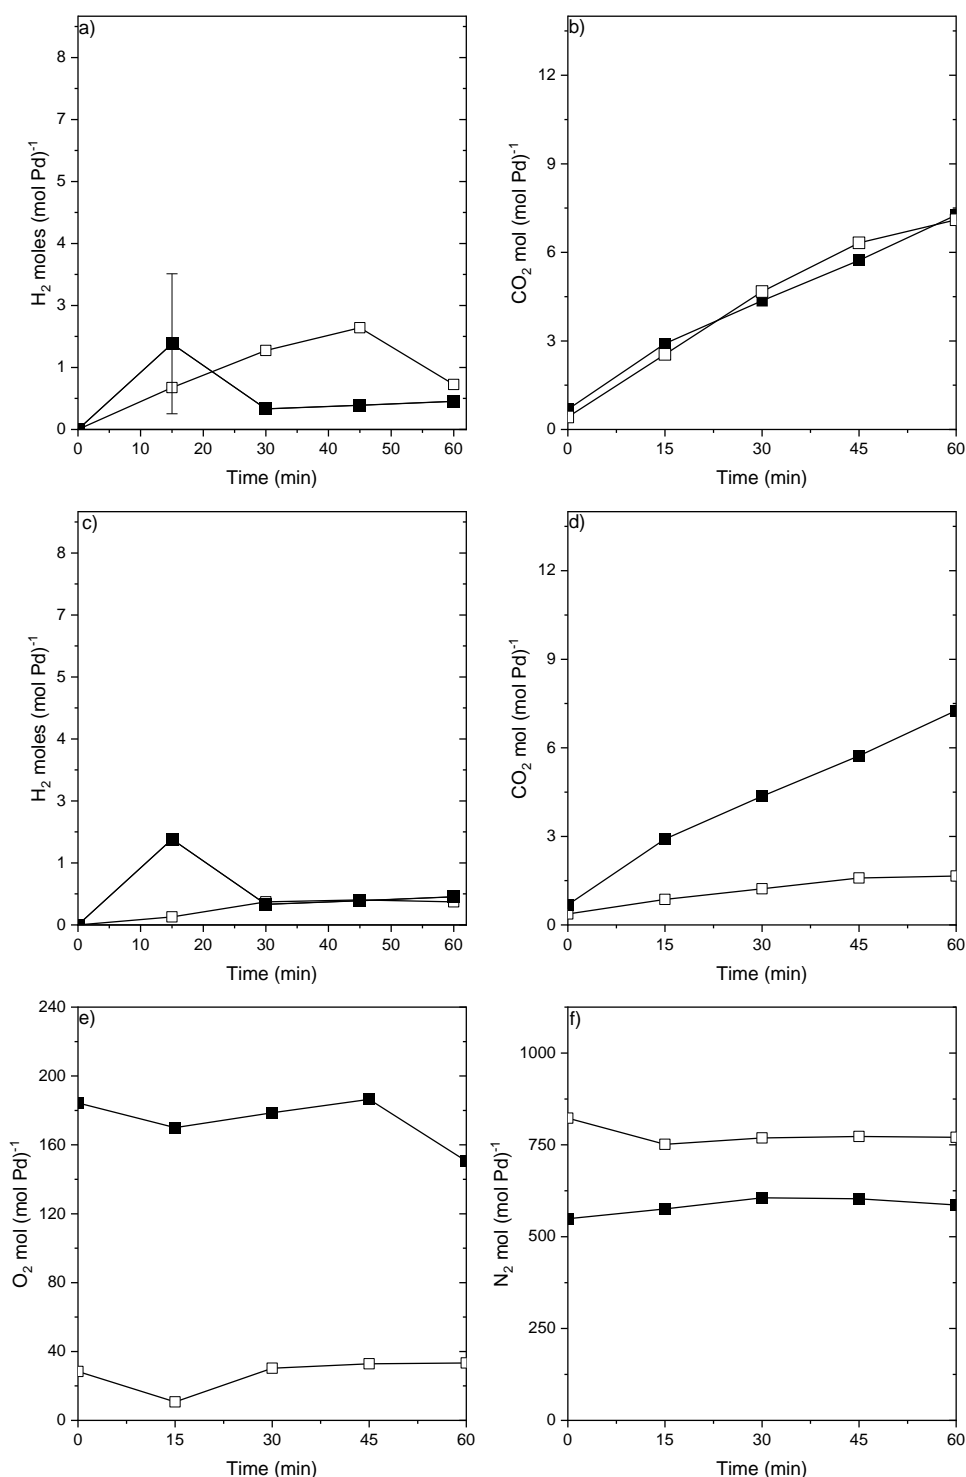 a)
H₂ moles (mol Pd)⁻¹
8
7
5
4
3
1
0
0 10 20 30 40 50 60
Time (min)
b)
CO₂ mol (mol Pd)⁻¹
12
9
6
3
0
0 15 30 45 60
Time (min)
c)
H₂ moles (mol Pd)⁻¹
8
7
5
4
3
1
0
0 10 20 30 40 50 60
Time (min)
d)
CO₂ mol (mol Pd)⁻¹
12
9
6
3
0
0 15 30 45 60
Time (min)
e)
O₂ mol (mol Pd)⁻¹
240
200
160
120
80
40
0
0 15 30 45 60
Time (min)
f)
N₂ mol (mol Pd)⁻¹
1000
750
500
250
0
0 15 30 45 60
Time (min)